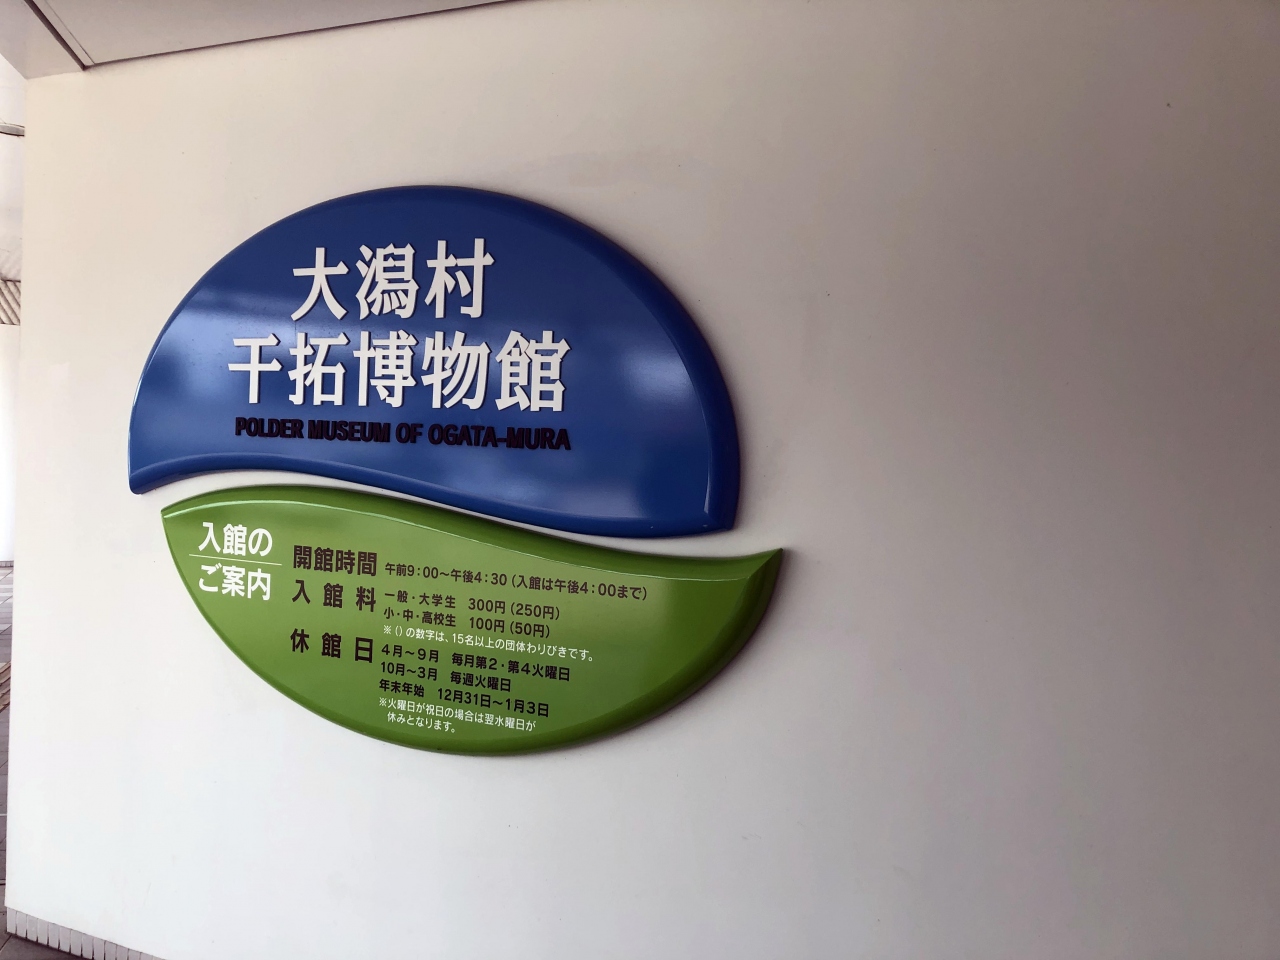 大潟村
干拓博物館
POLDER MUSEUM OF OGATA-MURA
入館の
ご案内
開館時間 午前9:00～午後4:30（入館は午後4:00まで）
入館料 一般・大学生 300円（250円）
小・中・高校生 100円（50円）
※（）の数字は、15名以上の団体わりびきです。
休館日 4月～9月 毎月第2・第4火曜日
10月～3月 毎週火曜日
年末年始 12月31日～1月3日
※火曜日が祝日の場合は翌水曜日が
休みとなります。